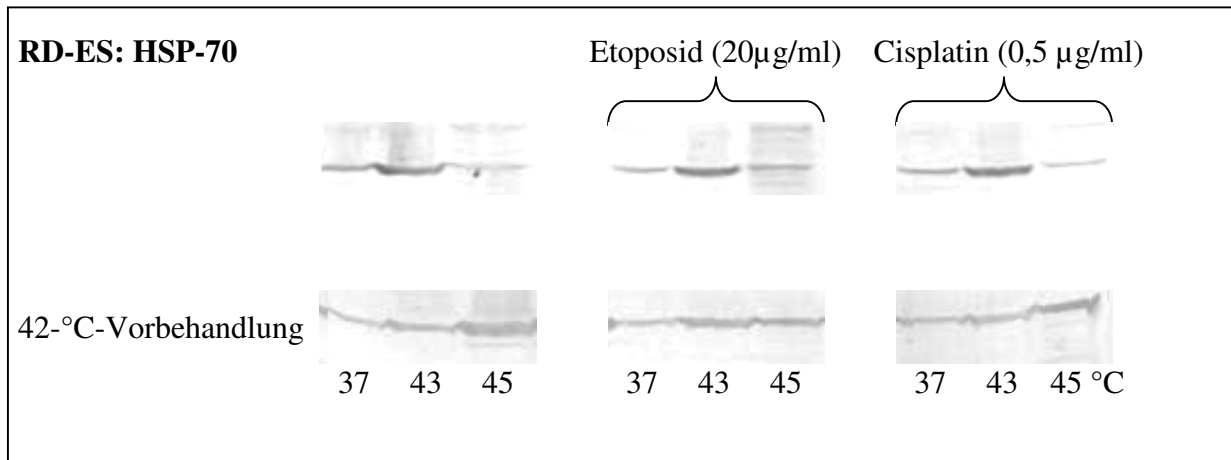 RD-ES: HSP-70
Etoposid (20µg/ml)
Cisplatin (0,5 µg/ml)
42-°C-Vorbehandlung
37 43 45 37 43 45 37 43 45 °C